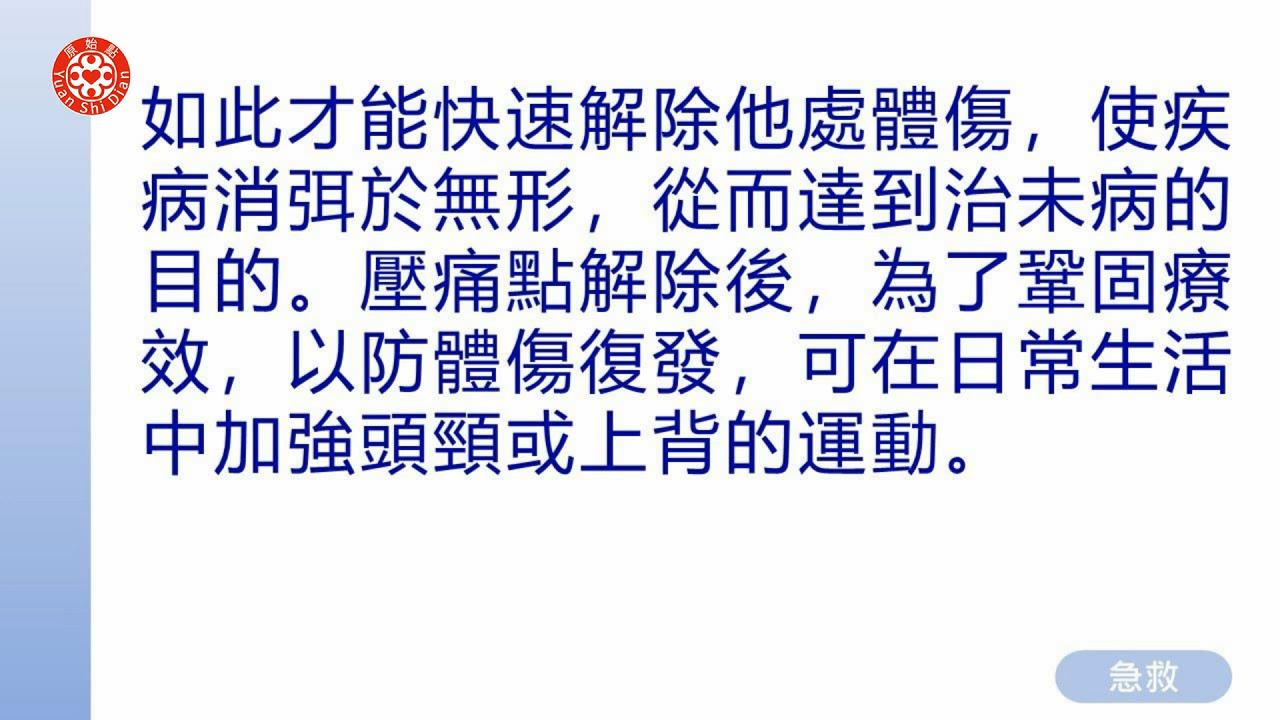 原始點
Yuan Shi Dian
如此才能快速解除他處體傷，使疾
病消弭於無形，從而達到治未病的
目的。壓痛點解除後，為了鞏固療
效，以防體傷復發，可在日常生活
中加強頭頸或上背的運動。
急救